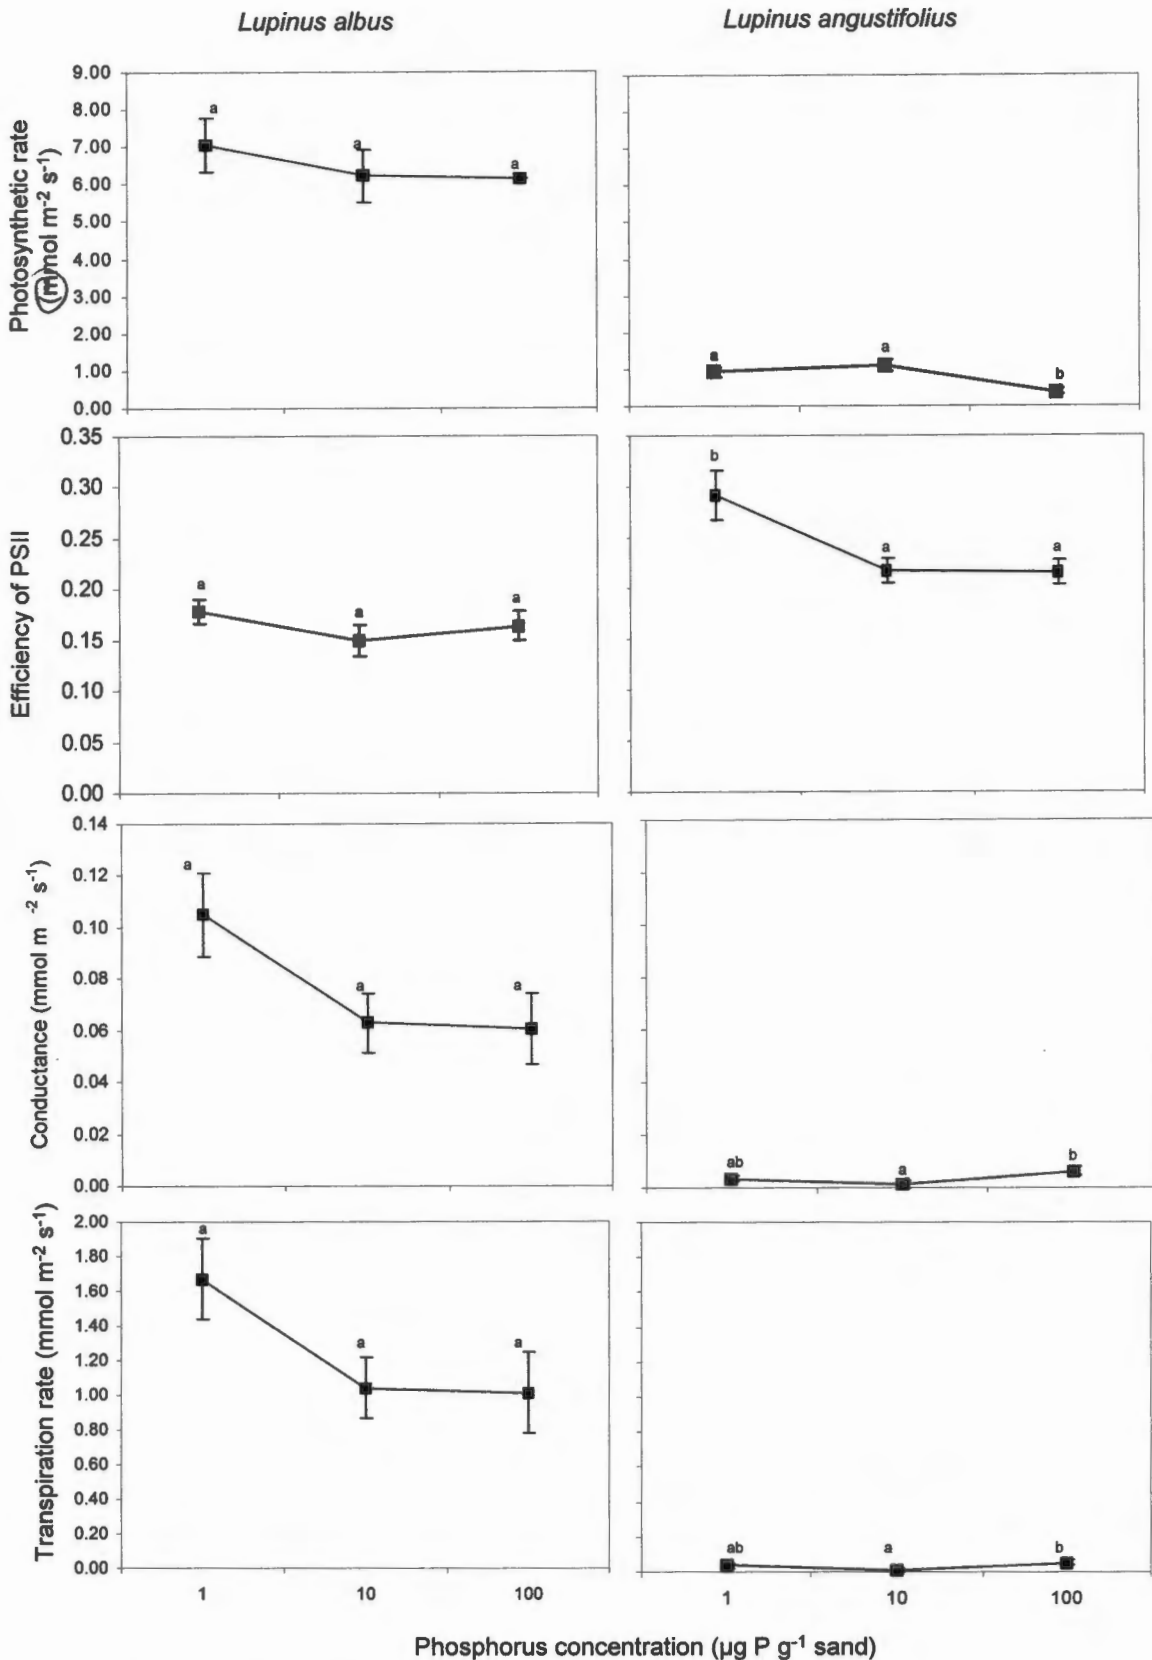 Lupinus albus
Lupinus angustifolius
Photosynthetic rate
(mmol m⁻² s⁻¹)
9.00
8.00
7.00
6.00
5.00
4.00
3.00
2.00
1.00
0.00
a
a
a
a
a
b
Efficiency of PSII
0.35
0.30
0.25
0.20
0.15
0.10
0.05
0.00
a
a
a
b
a
a
Conductance (mmol m ⁻² s⁻¹)
0.14
0.12
0.10
0.08
0.06
0.04
0.02
0.00
a
a
a
ab
a
b
Transpiration rate (mmol m⁻² s⁻¹)
2.00
1.80
1.60
1.40
1.20
1.00
0.80
0.60
0.40
0.20
0.00
a
a
a
ab
a
b
1
10
100
1
10
100
Phosphorus concentration (µg P g⁻¹ sand)